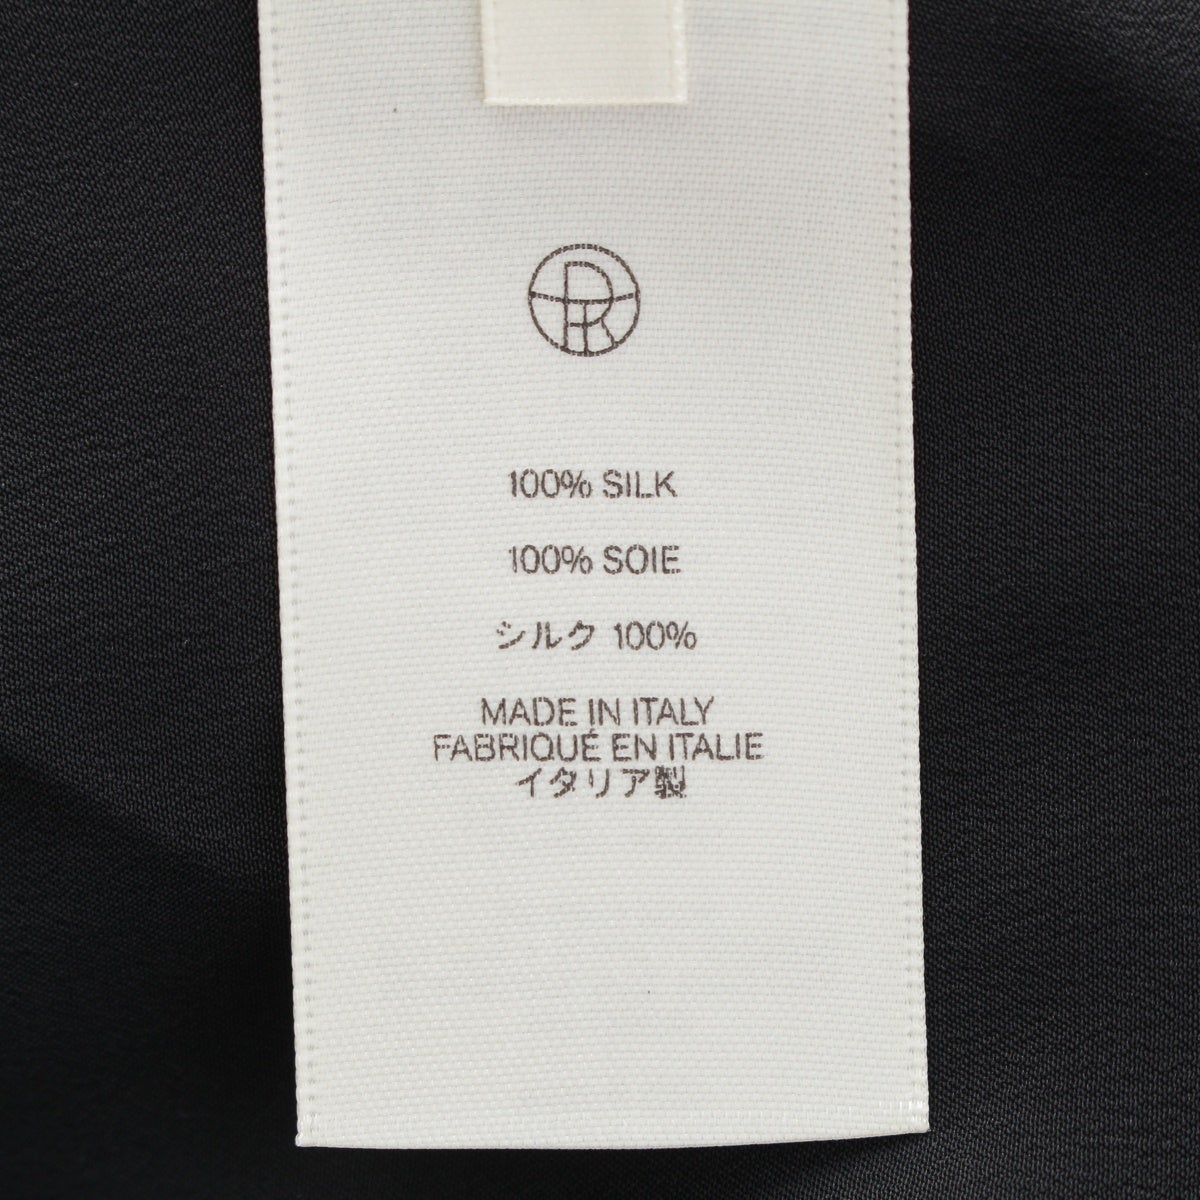 100% SILK
100% SOIE
シルク 100%
MADE IN ITALY
FABRIQUÉ EN ITALIE
イタリア製